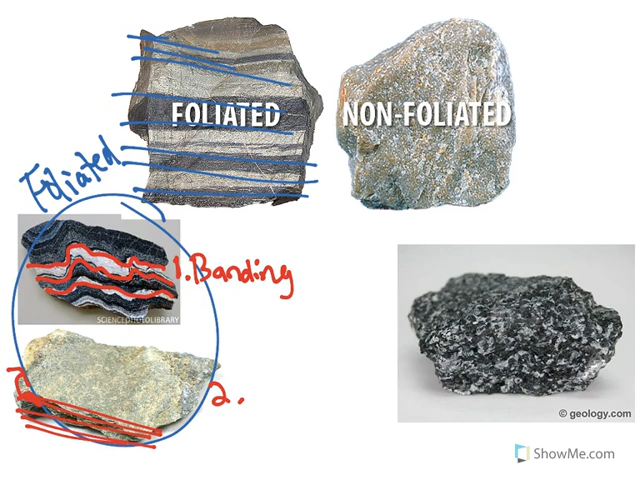 FOLIATED
NON-FOLIATED
Foliated
1. Banding
SCIENCEPHOTOLIBRARY
2.
© geology.com
ShowMe.com